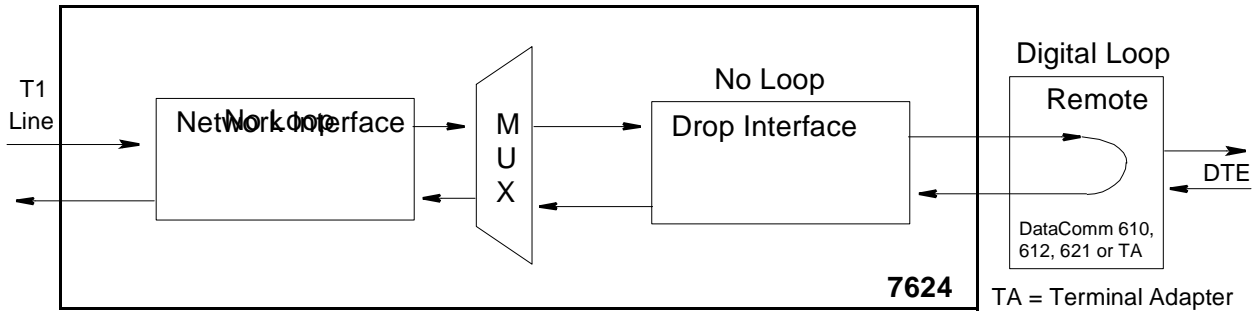 T1
Line
No Loop
Network Interface
M
U
X
No Loop
Drop Interface
Digital Loop
Remote
DTE
DataComm 610,
612, 621 or TA
7624
TA = Terminal Adapter